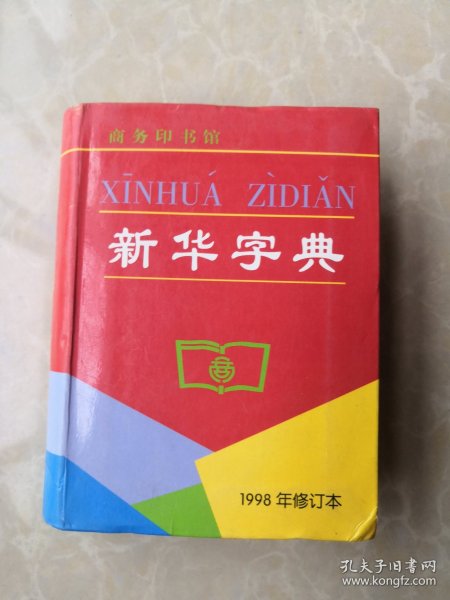 商务印书馆
XĪNHUÁ ZÌDIǍN
新华字典
商
1998年修订本
孔夫子旧书网
www.kongfz.com